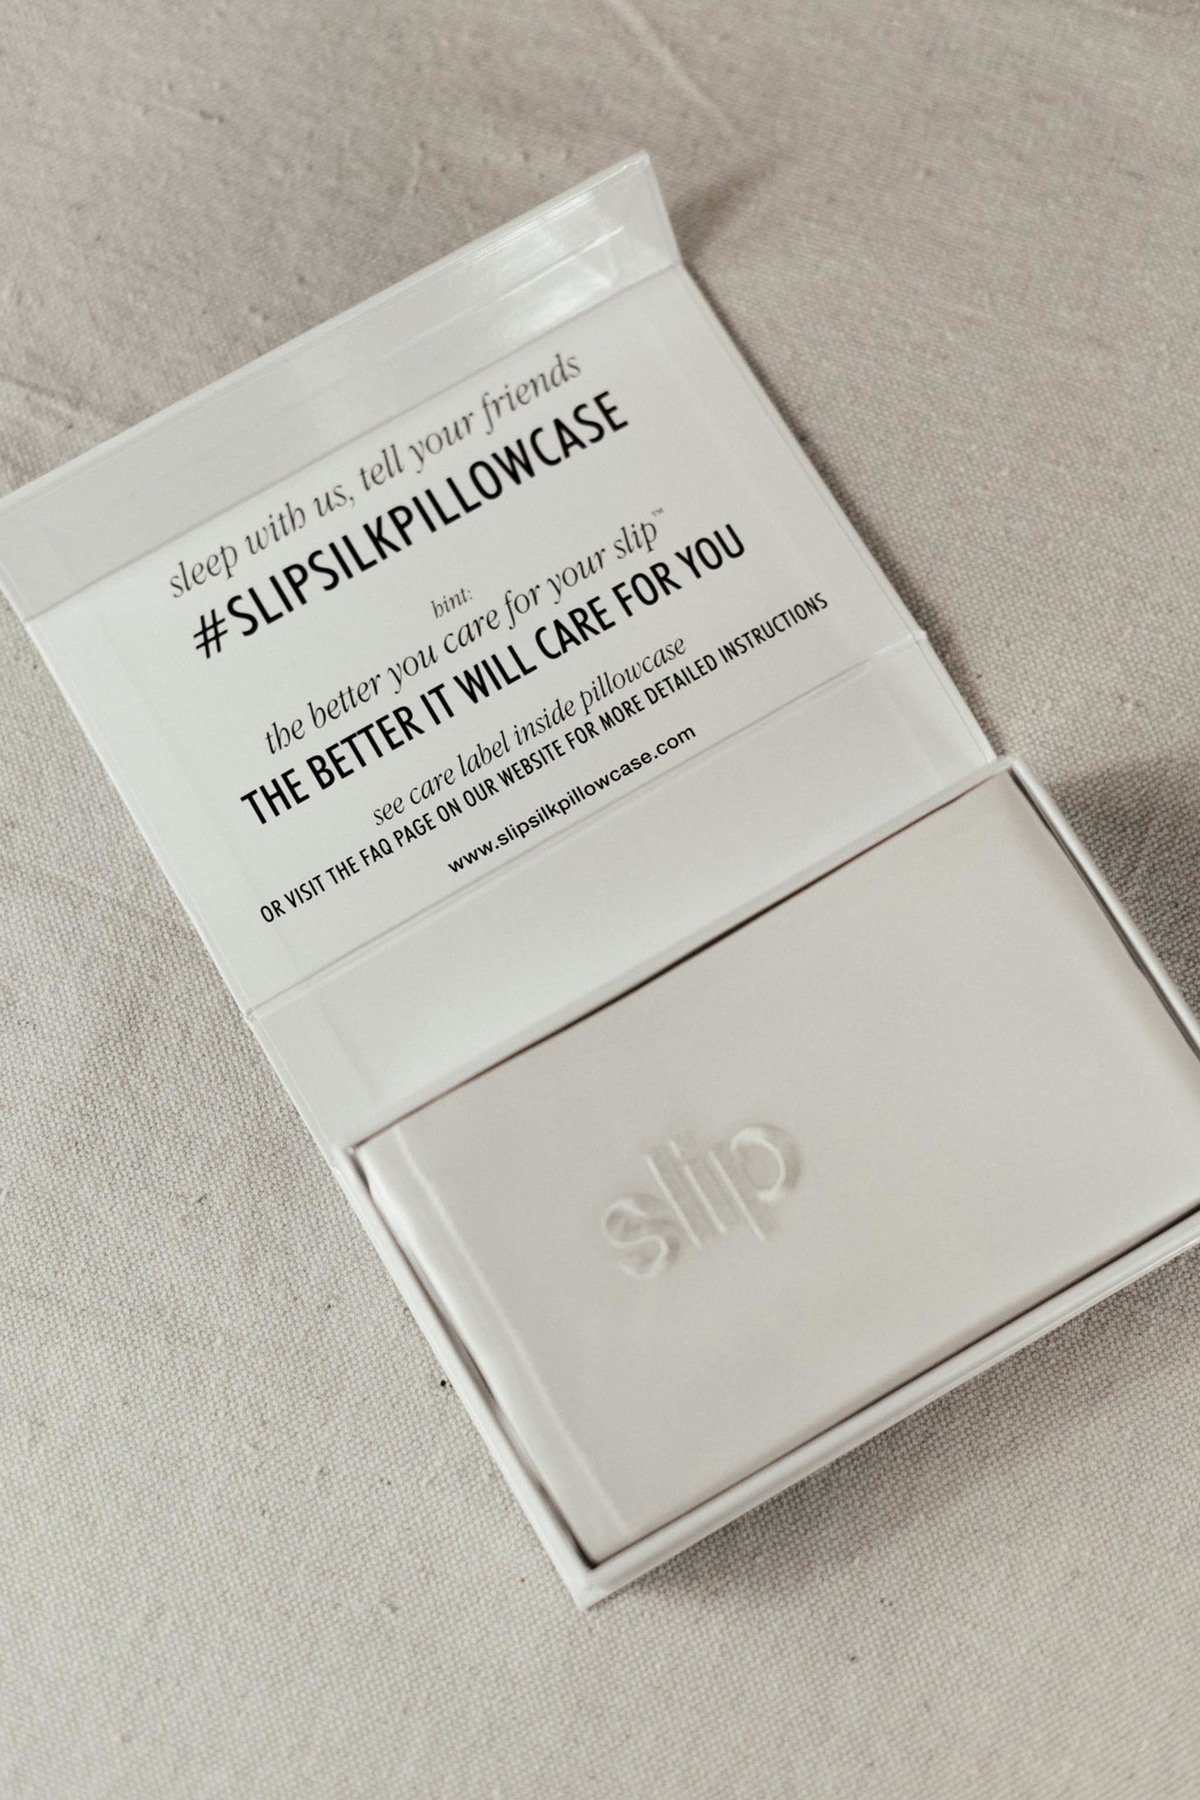 sleep with us, tell your friends
#SLIPSILKPILLOWCASE
hint:
the better you care for your slip™
THE BETTER IT WILL CARE FOR YOU
see care label inside pillowcase
OR VISIT THE FAQ PAGE ON OUR WEBSITE FOR MORE DETAILED INSTRUCTIONS
www.slipsilkpillowcase.com
slip